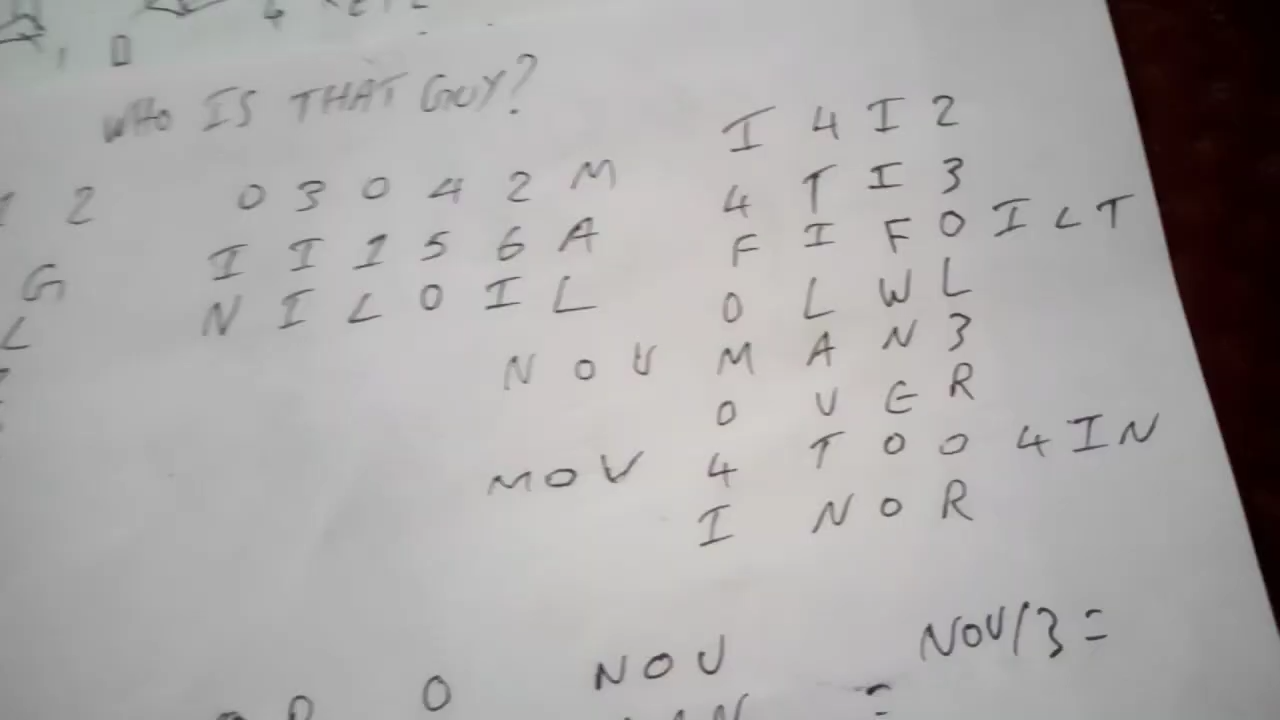 WHO IS THAT GUY?
I 4 I 2
2 0 3 0 4 2 M 4 T I 3
G I I 1 5 6 A F I F O I L T
L N I L O I L O L W L
N O V M A N 3
O V E R
M O V 4 T O O 4 I N
I N O R
NOV/3 =
O N O V